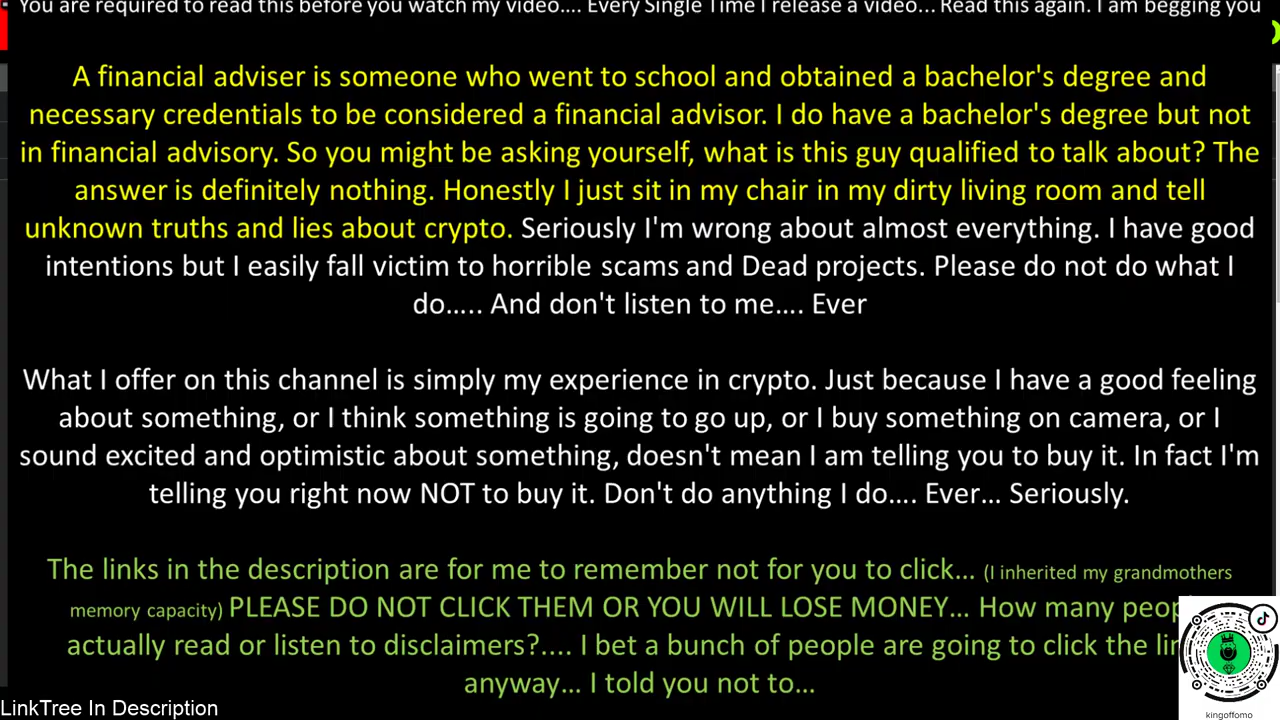 You are required to read this before you watch my video.... Every Single Time I release a video... Read this again. I am begging you
A financial adviser is someone who went to school and obtained a bachelor's degree and
necessary credentials to be considered a financial advisor. I do have a bachelor's degree but not
in financial advisory. So you might be asking yourself, what is this guy qualified to talk about? The
answer is definitely nothing. Honestly I just sit in my chair in my dirty living room and tell
unknown truths and lies about crypto. Seriously I'm wrong about almost everything. I have good
intentions but I easily fall victim to horrible scams and Dead projects. Please do not do what I
do..... And don't listen to me.... Ever
What I offer on this channel is simply my experience in crypto. Just because I have a good feeling
about something, or I think something is going to go up, or I buy something on camera, or I
sound excited and optimistic about something, doesn't mean I am telling you to buy it. In fact I'm
telling you right now NOT to buy it. Don't do anything I do.... Ever... Seriously.
The links in the description are for me to remember not for you to click... (I inherited my grandmothers
memory capacity) PLEASE DO NOT CLICK THEM OR YOU WILL LOSE MONEY... How many
actually read or listen to disclaimers?.... I bet a bunch of people are going to click the
anyway... I told you not to...
LinkTree In Description
kingoffomo